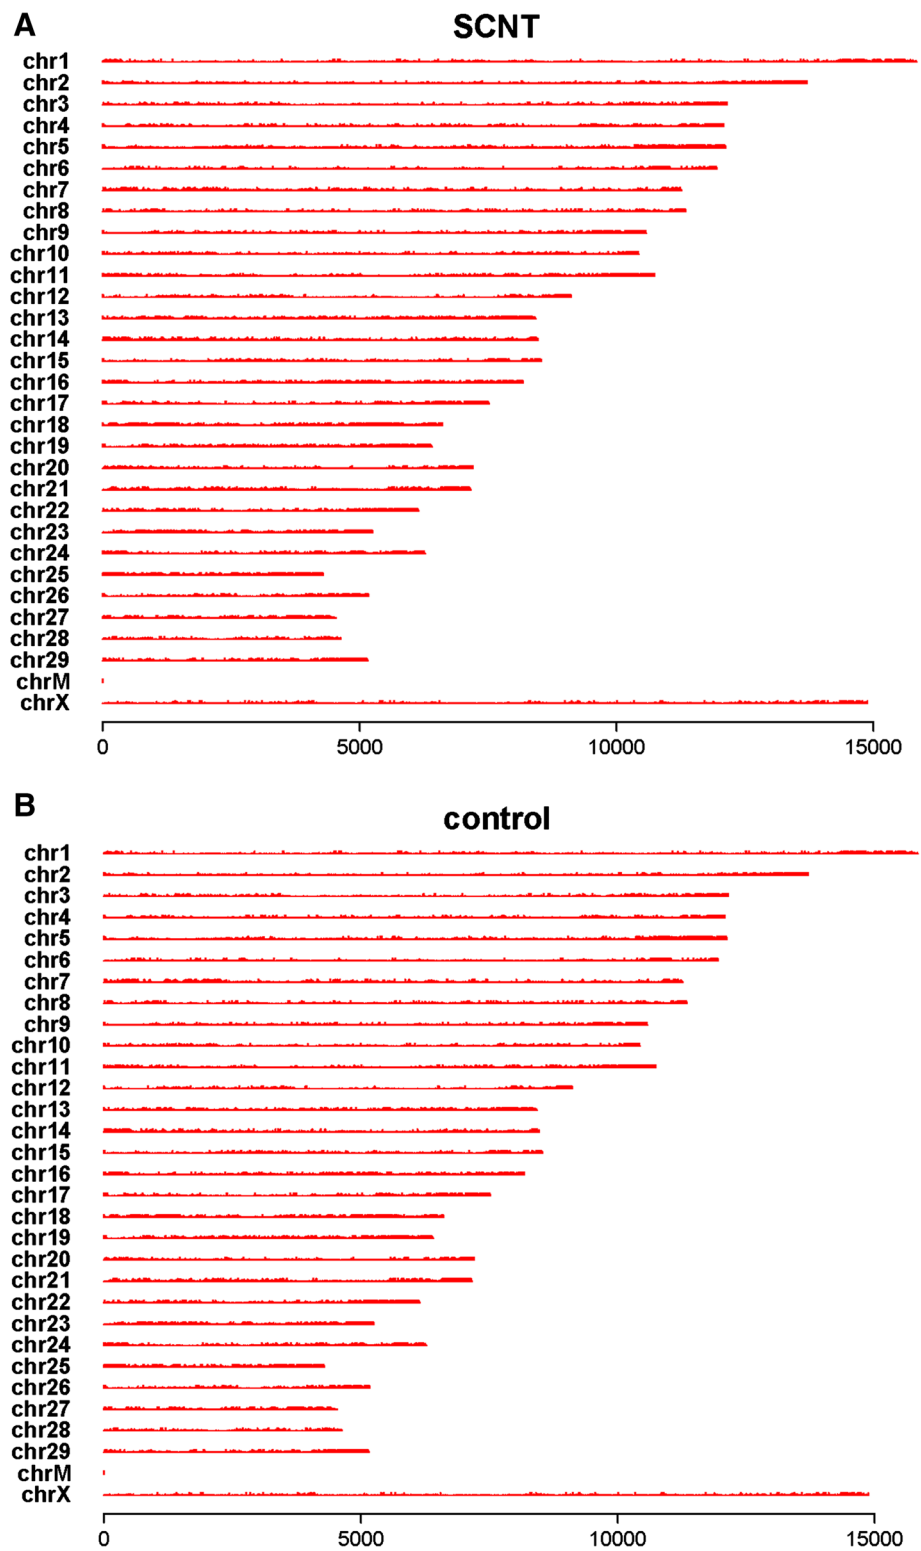 A
SCNT
chr1
chr2
chr3
chr4
chr5
chr6
chr7
chr8
chr9
chr10
chr11
chr12
chr13
chr14
chr15
chr16
chr17
chr18
chr19
chr20
chr21
chr22
chr23
chr24
chr25
chr26
chr27
chr28
chr29
chrM
chrX
0 5000 10000 15000
B
control
chr1
chr2
chr3
chr4
chr5
chr6
chr7
chr8
chr9
chr10
chr11
chr12
chr13
chr14
chr15
chr16
chr17
chr18
chr19
chr20
chr21
chr22
chr23
chr24
chr25
chr26
chr27
chr28
chr29
chrM
chrX
0 5000 10000 15000